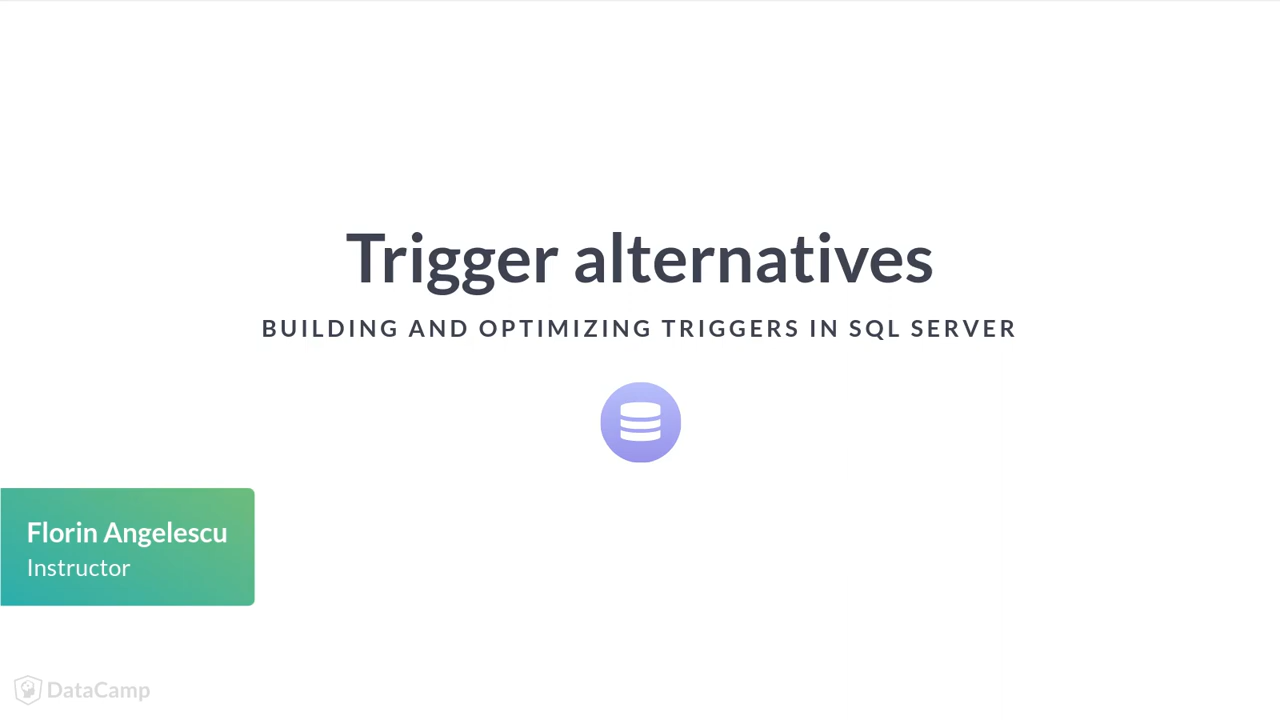 Trigger alternatives
BUILDING AND OPTIMIZING TRIGGERS IN SQL SERVER
Florin Angelescu
Instructor
DataCamp